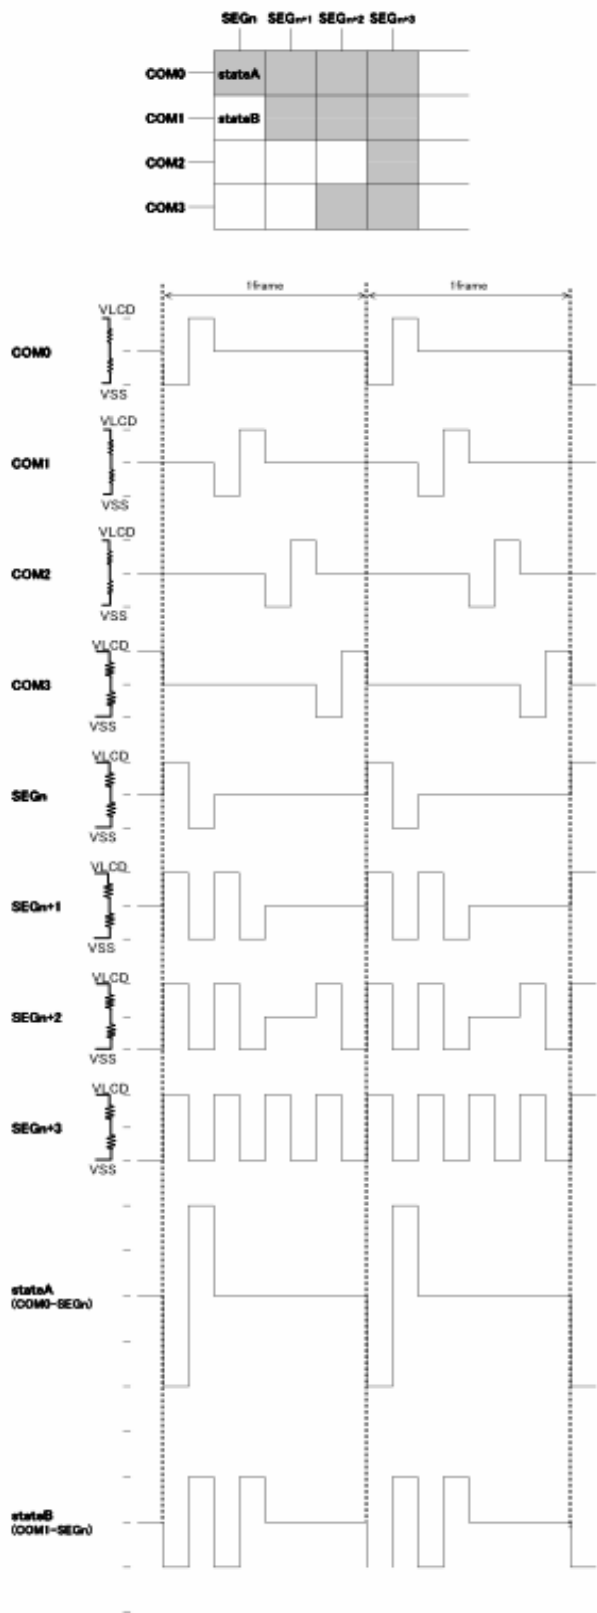 SEGn SEGn+1 SEGn+2 SEGn+3
COM0 stateA
COM1 stateB
COM2
COM3
1frame 1frame
VLCD
COM0
VSS
VLCD
COM1
VSS
VLCD
COM2
VSS
VLCD
COM3
VSS
VLCD
SEGn
VSS
VLCD
SEGn+1
VSS
VLCD
SEGn+2
VSS
VLCD
SEGn+3
VSS
stateA
(COM0-SEGn)
stateB
(COM1-SEGn)